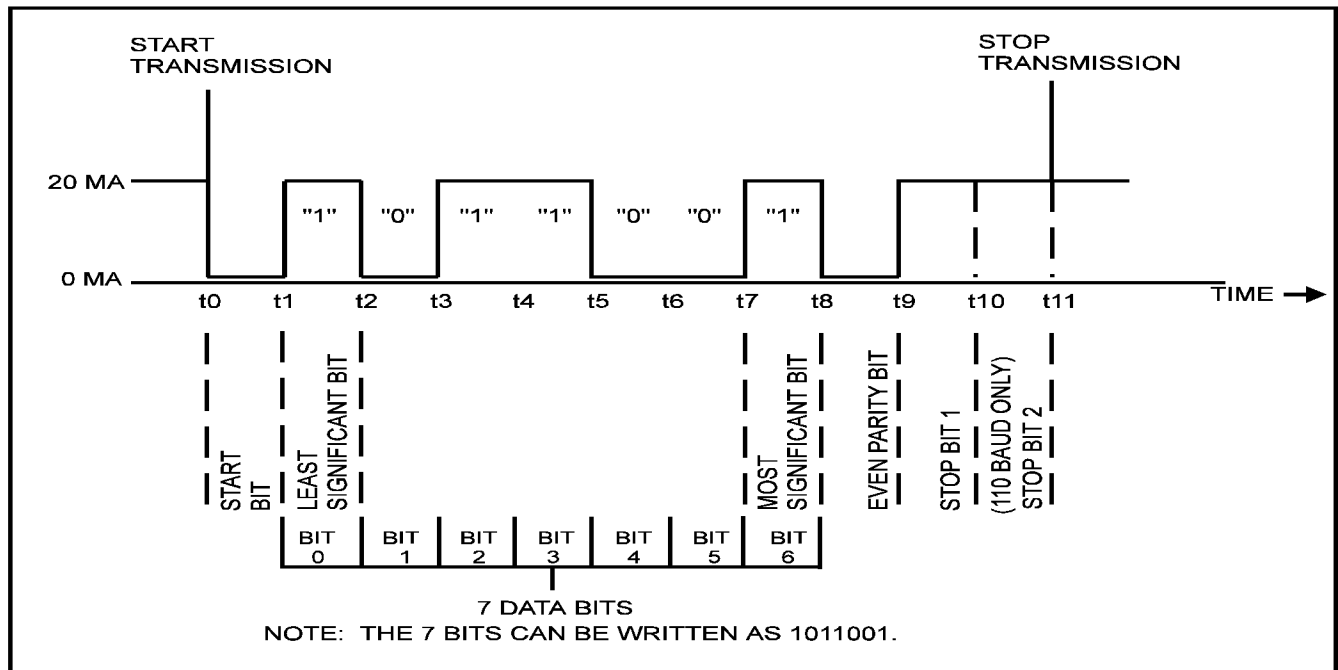 START
TRANSMISSION
STOP
TRANSMISSION
20 MA
"1" "0" "1" "1" "0" "0" "1"
0 MA
t0 t1 t2 t3 t4 t5 t6 t7 t8 t9 t10 t11
TIME
START
BIT
LEAST
SIGNIFICANT BIT
MOST
SIGNIFICANT BIT
EVEN PARITY BIT
STOP BIT 1
(110 BAUD ONLY)
STOP BIT 2
BIT 0
BIT 1
BIT 2
BIT 3
BIT 4
BIT 5
BIT 6
7 DATA BITS
NOTE: THE 7 BITS CAN BE WRITTEN AS 1011001.